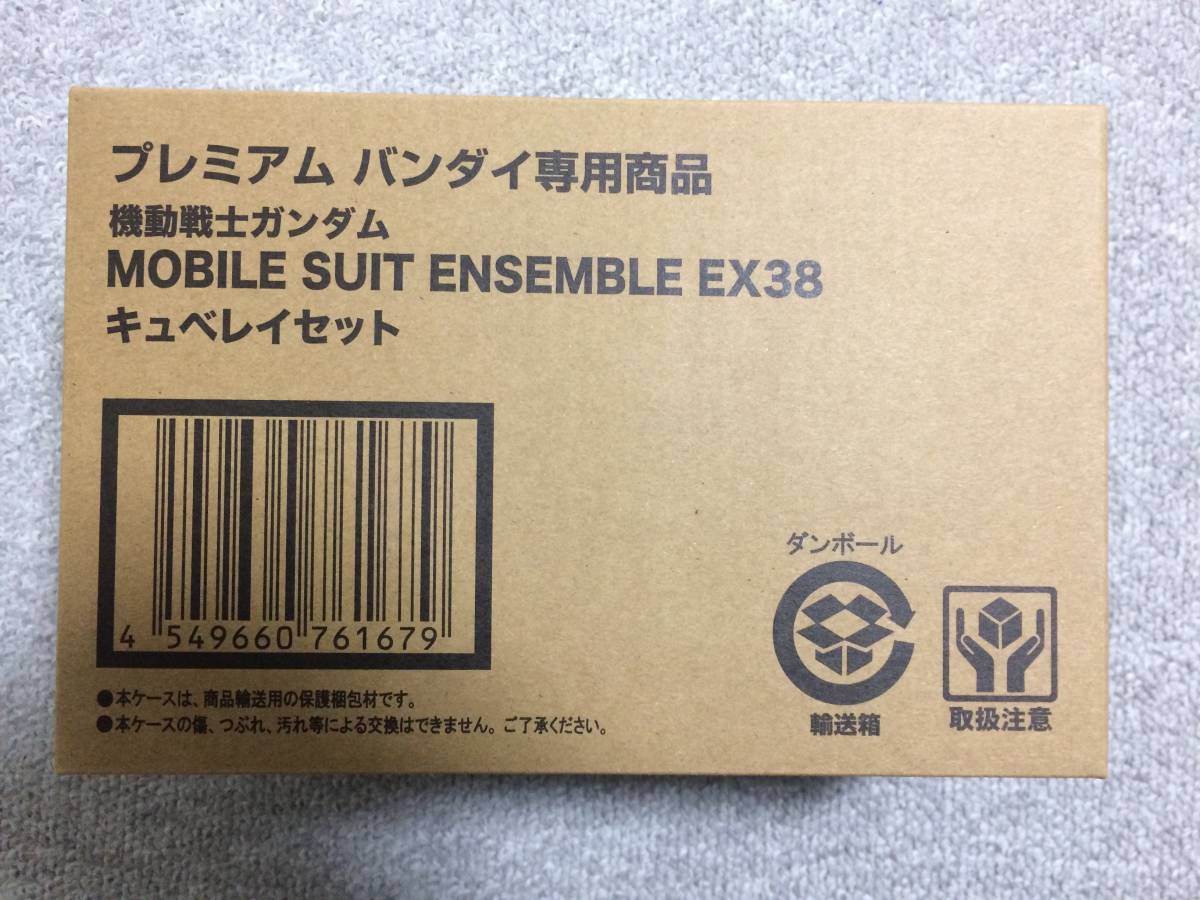 プレミアム バンダイ専用商品
機動戦士ガンダム
MOBILE SUIT ENSEMBLE EX38
キュベレイセット
4 549660 761679
●本ケースは、商品輸送用の保護梱包材です。
●本ケースの傷、つぶれ、汚れ等による交換はできません。ご了承ください。
ダンボール
輸送箱
取扱注意